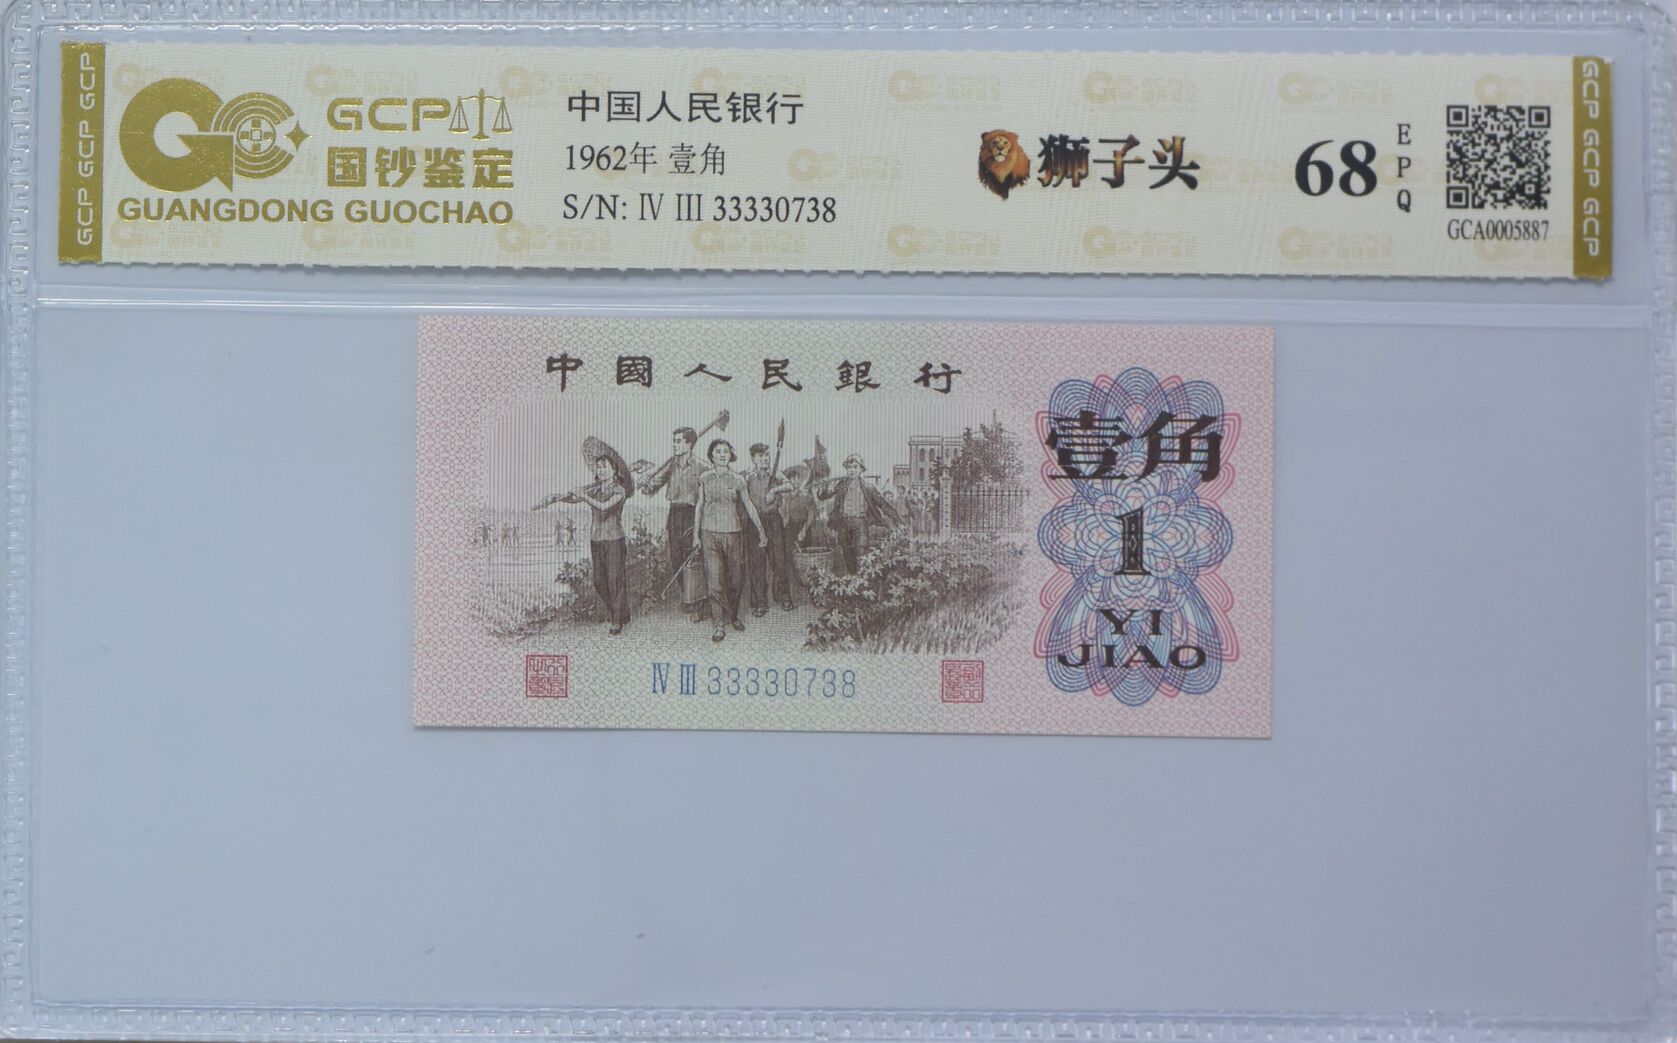 GCP GCP GCP
GCP
国钞鉴定
GUANGDONG GUOCHAO
中国人民银行
1962年 壹角
S/N: Ⅳ Ⅲ 33330738
狮子头
68
EPQ
GCA0005887
GCP GCP GCP
中國人民銀行
壹角
1
YI
JIAO
Ⅳ Ⅲ 33330738